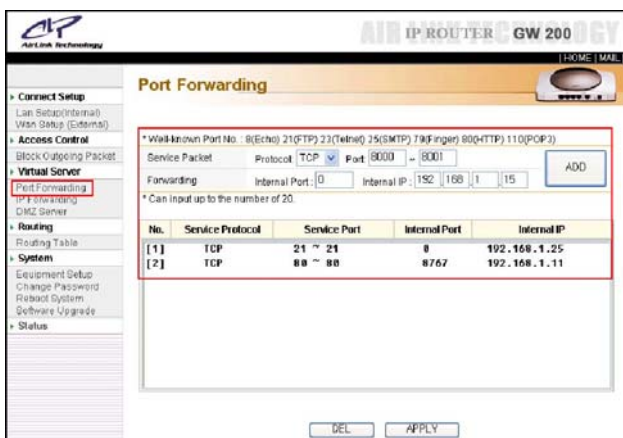 AirLink Technology
AIR LINK TECHNOLOGY
IP ROUTER GW 200
HOME | MAIL
Port Forwarding
Connect Setup
Lan Setup(Internal)
Wan Setup (External)
Access Control
Block Outgoing Packet
Virtual Server
Port Forwarding
IP Forwarding
DMZ Server
Routing
Routing Table
System
Equipment Setup
Change Password
Reboot System
Software Upgrade
Status
* Well-known Port No. : 8(Echo) 21(FTP) 23(Telnet) 25(SMTP) 79(Finger) 80(HTTP) 110(POP3)
Service Packet Protocol: TCP Port: 8000 ~ 8001
Forwarding Internal Port : 0 Internal IP : 192 .168 .1 .15
ADD
* Can input up to the number of 20.
No. Service Protocol Service Port Internal Port Internal IP
[1] TCP 21 ~ 21 0 192.168.1.25
[2] TCP 80 ~ 80 8767 192.168.1.11
DEL APPLY